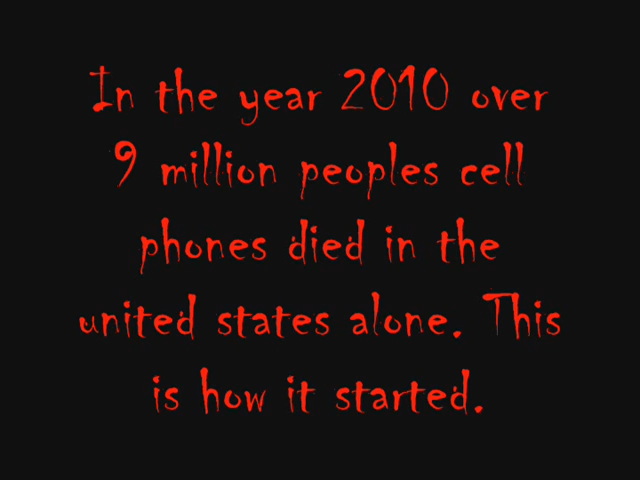 In the year 2010 over
9 million peoples cell
phones died in the
united states alone. This
is how it started.